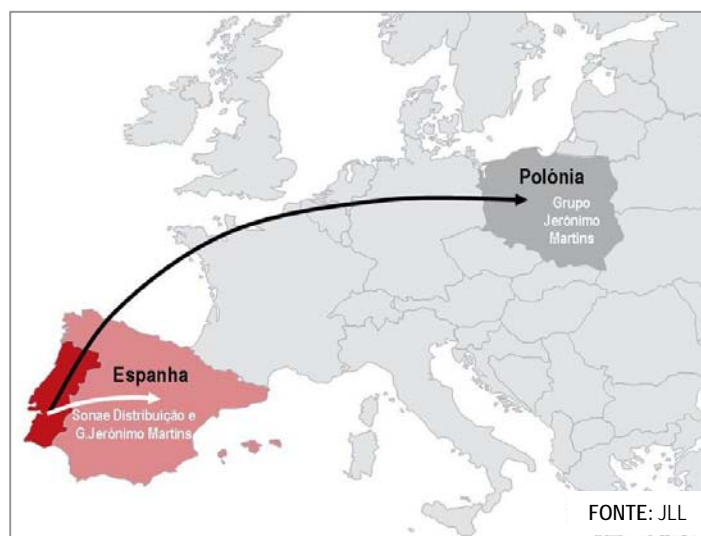 Polónia
Grupo
Jerónimo
Martins
Espanha
Sonae Distribuição e
G.Jerónimo Martins
FONTE: JLL